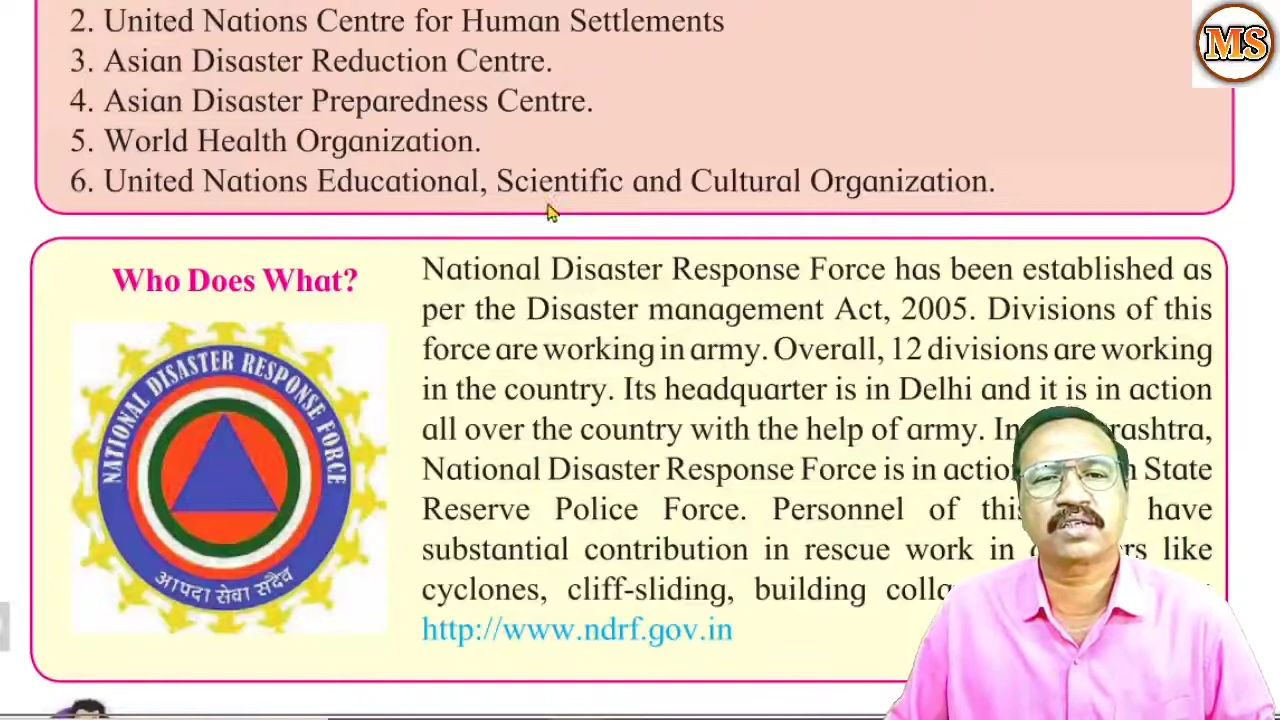 2. United Nations Centre for Human Settlements
3. Asian Disaster Reduction Centre.
4. Asian Disaster Preparedness Centre.
5. World Health Organization.
6. United Nations Educational, Scientific and Cultural Organization.
MS
Who Does What?
NATIONAL DISASTER RESPONSE FORCE
आपदा सेवा सदैव
National Disaster Response Force has been established as
per the Disaster management Act, 2005. Divisions of this
force are working in army. Overall, 12 divisions are working
in the country. Its headquarter is in Delhi and it is in action
all over the country with the help of army. In
National Disaster Response Force is in action State
Reserve Police Force. Personnel of this have
substantial contribution in rescue work in like
cyclones, cliff-sliding, building
http://www.ndrf.gov.in